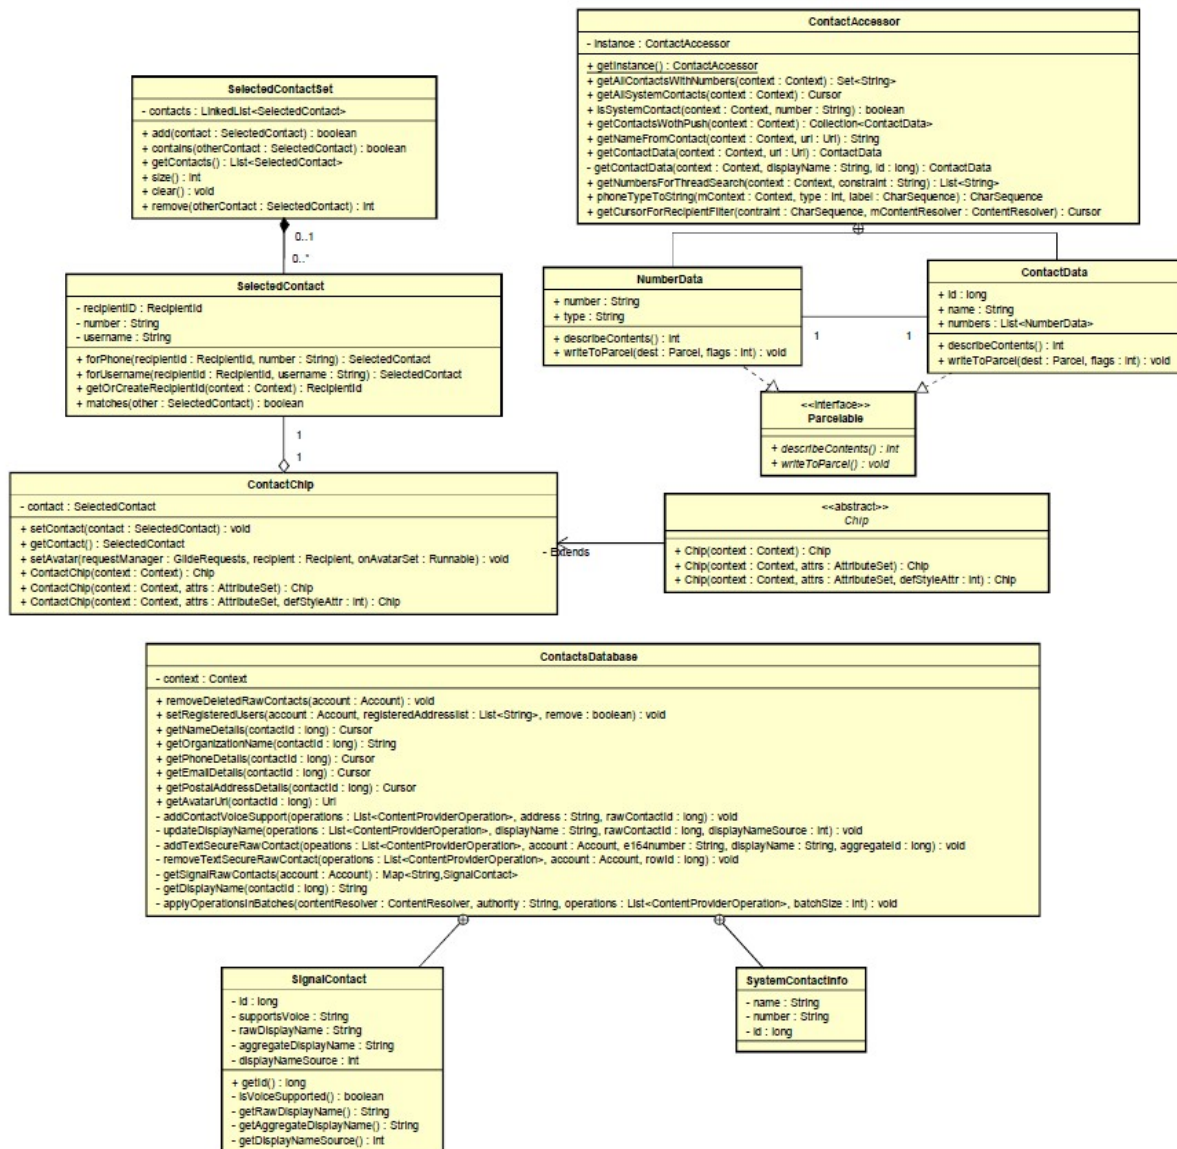 ContactAccessor
- instance : ContactAccessor
+ getInstance() : ContactAccessor
+ getAllContactsWithNumbers(context : Context) : Set<String>
+ getAllSystemContacts(context : Context) : Cursor
+ isSystemContact(context : Context, number : String) : boolean
+ getContactsWothPush(context : Context) : Collection<ContactData>
+ getNameFromContact(context : Context, uri : Uri) : String
+ getContactData(context : Context, uri : Uri) : ContactData
- getContactData(context : Context, displayName : String, id : long) : ContactData
+ getNumbersForThreadSearch(context : Context, constraint : String) : List<String>
+ phoneTypeToString(mContext : Context, type : int, label : CharSequence) : CharSequence
+ getCursorForRecipientFilter(contraint : CharSequence, mContentResolver : ContentResolver) : Cursor
SelectedContactSet
- contacts : LinkedList<SelectedContact>
+ add(contact : SelectedContact) : boolean
+ contains(otherContact : SelectedContact) : boolean
+ getContacts() : List<SelectedContact>
+ size() : int
+ clear() : void
+ remove(otherContact : SelectedContact) : int
0..1
0..*
SelectedContact
- recipientID : RecipientId
- number : String
- username : String
+ forPhone(recipientId : RecipientId, number : String) : SelectedContact
+ forUsername(recipientId : RecipientId, username : String) : SelectedContact
+ getOrCreateRecipientId(context : Context) : RecipientId
+ matches(other : SelectedContact) : boolean
NumberData
+ number : String
+ type : String
+ describeContents() : int
+ writeToParcel(dest : Parcel, flags : int) : void
1
1
ContactData
+ id : long
+ name : String
+ numbers : List<NumberData>
+ describeContents() : int
+ writeToParcel(dest : Parcel, flags : int) : void
<<interface>>
Parcelable
+ describeContents() : int
+ writeToParcel() : void
1
1
ContactChip
- contact : SelectedContact
+ setContact(contact : SelectedContact) : void
+ getContact() : SelectedContact
+ setAvatar(requestManager : GlideRequests, recipient : Recipient, onAvatarSet : Runnable) : void
+ ContactChip(context : Context) : Chip
+ ContactChip(context : Context, attrs : AttributeSet) : Chip
+ ContactChip(context : Context, attrs : AttributeSet, defStyleAttr : int) : Chip
- Extends
<<abstract>>
Chip
+ Chip(context : Context) : Chip
+ Chip(context : Context, attrs : AttributeSet) : Chip
+ Chip(context : Context, attrs : AttributeSet, defStyleAttr : int) : Chip
ContactsDatabase
- context : Context
+ removeDeletedRawContacts(account : Account) : void
+ setRegisteredUsers(account : Account, registeredAddresslist : List<String>, remove : boolean) : void
+ getNameDetails(contactId : long) : Cursor
+ getOrganizationName(contactId : long) : String
+ getPhoneDetails(contactId : long) : Cursor
+ getEmailDetails(contactId : long) : Cursor
+ getPostalAddressDetails(contactId : long) : Cursor
+ getAvatarUri(contactId : long) : Uri
- addContactVoiceSupport(operations : List<ContentProviderOperation>, address : String, rawContactId : long) : void
- updateDisplayName(operations : List<ContentProviderOperation>, displayName : String, rawContactId : long, displayNameSource : int) : void
- addTextSecureRawContact(opeations : List<ContentProviderOperation>, account : Account, e164number : String, displayName : String, aggregateId : long) : void
- removeTextSecureRawContact(operations : List<ContentProviderOperation>, account : Account, rowId : long) : void
- getSignalRawContacts(account : Account) : Map<String,SignalContact>
- getDisplayName(contactId : long) : String
- applyOperationsInBatches(contentResolver : ContentResolver, authority : String, operations : List<ContentProviderOperation>, batchSize : int) : void
SignalContact
- id : long
- supportsVoice : String
- rawDisplayName : String
- aggregateDisplayName : String
- displayNameSource : int
+ getId() : long
- isVoiceSupported() : boolean
- getRawDisplayName() : String
- getAggregateDisplayName() : String
- getDisplayNameSource() : int
SystemContactInfo
- name : String
- number : String
- id : long